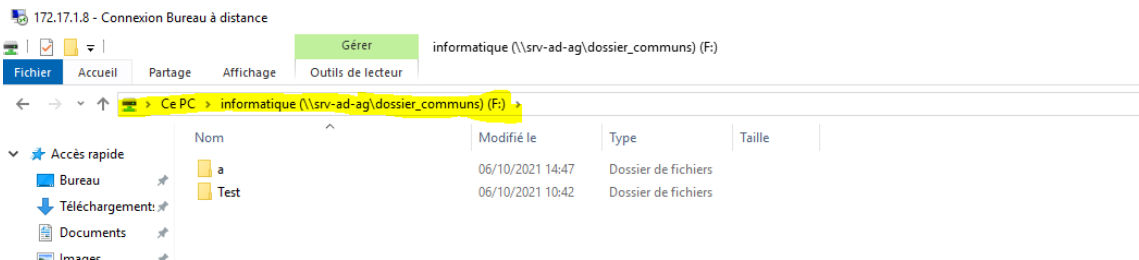 172.17.1.8 - Connexion Bureau à distance
Gérer informatique (\\srv-ad-ag\dossier_communs) (F:)
Fichier Accueil Partage Affichage Outils de lecteur
Ce PC > informatique (\\srv-ad-ag\dossier_communs) (F:) >
Nom Modifié le Type Taille
Accès rapide
a 06/10/2021 14:47 Dossier de fichiers
Bureau
Test 06/10/2021 10:42 Dossier de fichiers
Téléchargements
Documents
Images